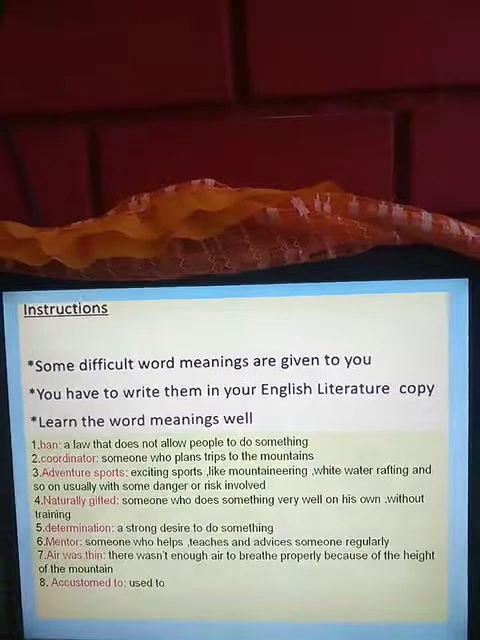 Instructions
*Some difficult word meanings are given to you
*You have to write them in your English Literature copy
*Learn the word meanings well
1.ban: a law that does not allow people to do something
2.coordinator: someone who plans trips to the mountains
3.Adventure sports: exciting sports ,like mountaineering ,white water rafting and
so on usually with some danger or risk involved
4.Naturally gifted: someone who does something very well on his own ,without
training
5.determination: a strong desire to do something
6.Mentor: someone who helps ,teaches and advices someone regularly
7.Air was thin: there wasn't enough air to breathe properly because of the height
of the mountain
8. Accustomed to: used to